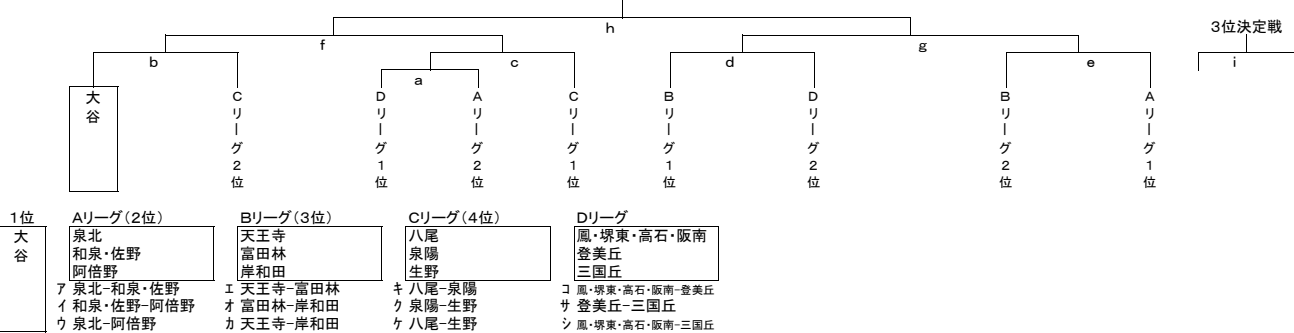 h
3位決定戦
f
g
b
c
d
e
i
a
大谷
Cリーグ2位
Dリーグ1位
Aリーグ2位
Cリーグ1位
Bリーグ1位
Dリーグ2位
Bリーグ2位
Aリーグ1位
1位 Aリーグ(2位) Bリーグ(3位) Cリーグ(4位) Dリーグ
大谷
泉北 天王寺 八尾 鳳・堺東・高石・阪南
和泉・佐野 富田林 泉陽 登美丘
阿倍野 岸和田 生野 三国丘
ア 泉北-和泉・佐野 エ 天王寺-富田林 キ 八尾-泉陽 コ 鳳・堺東・高石・阪南-登美丘
イ 和泉・佐野-阿倍野 オ 富田林-岸和田 ク 泉陽-生野 サ 登美丘-三国丘
ウ 泉北-阿倍野 カ 天王寺-岸和田 ケ 八尾-生野 シ 鳳・堺東・高石・阪南-三国丘